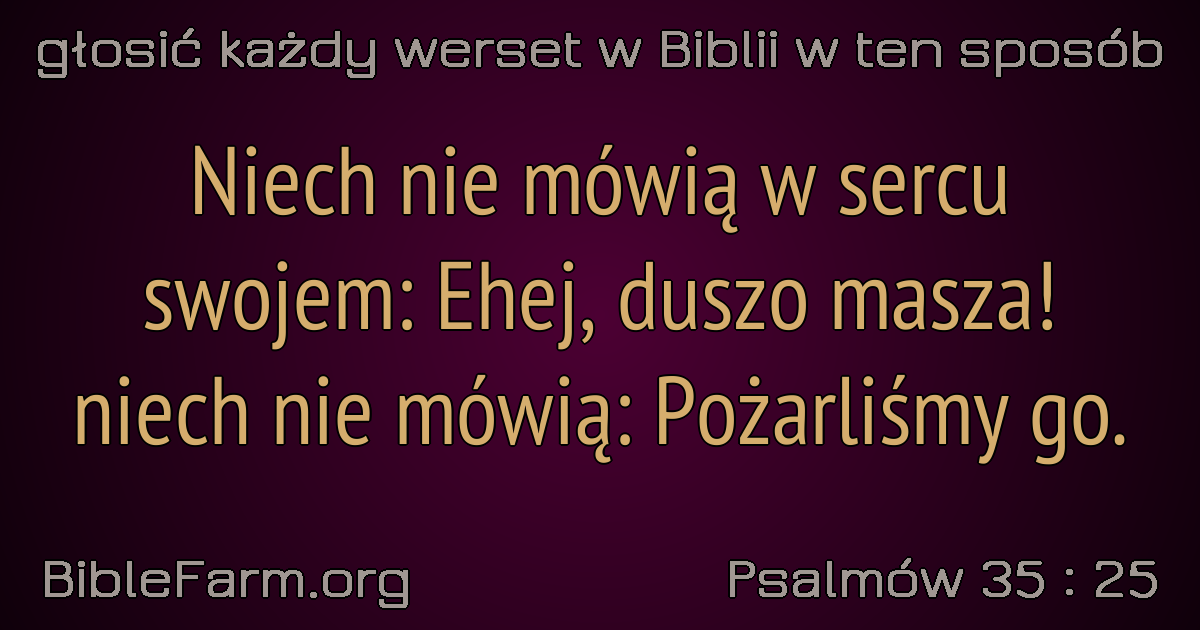 głosić każdy werset w Biblii w ten sposób
Niech nie mówią w sercu
swojem: Ehej, duszo masza!
niech nie mówią: Pożarliśmy go.
BibleFarm.org
Psalmów 35 : 25